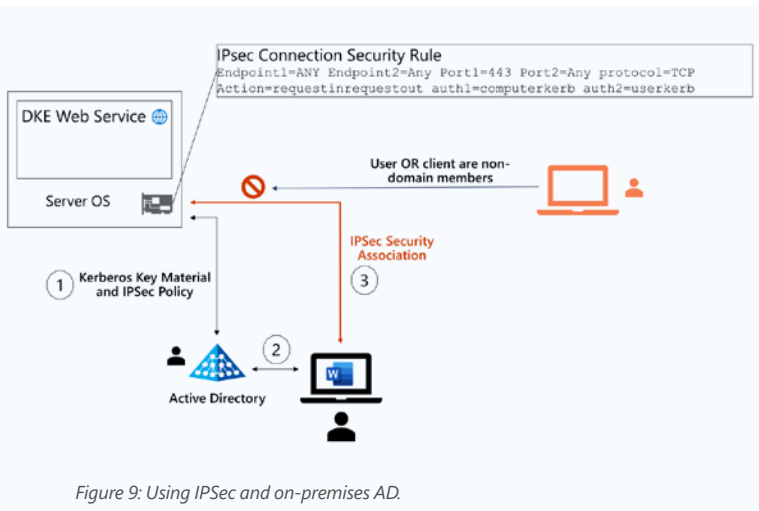 IPsec Connection Security Rule
Endpoint1=ANY Endpoint2=Any Port1=443 Port2=Any protocol=TCP
Action=requestinrequestout auth1=computerkerb auth2=userkerb
DKE Web Service
Server OS
User OR client are non-
domain members
IPSec Security
Association
3
1
Kerberos Key Material
and IPSec Policy
2
W
Active Directory
Figure 9: Using IPSec and on-premises AD.